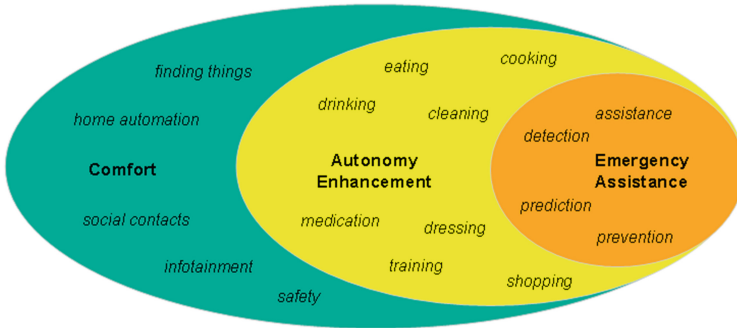 finding things
eating
cooking
drinking
cleaning
assistance
home automation
detection
Comfort
Autonomy
Enhancement
Emergency
Assistance
social contacts
medication
dressing
prediction
prevention
infotainment
training
shopping
safety